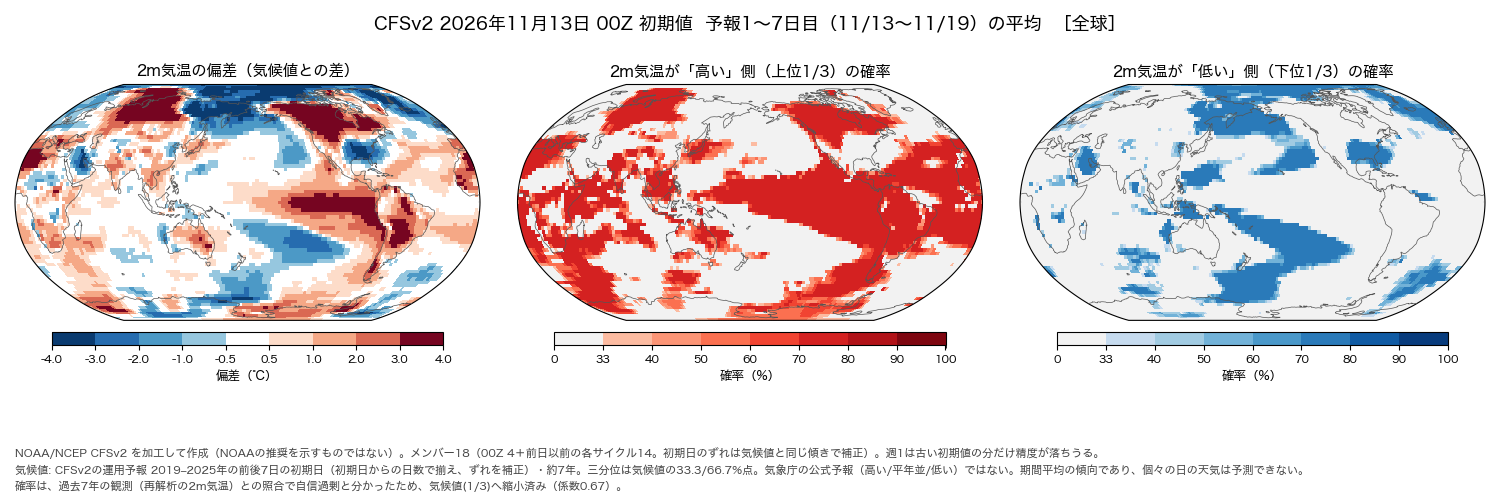 CFSv2 2026年11月13日 00Z 初期値 予報1～7日目（11/13～11/19）の平均 ［全球］
2m気温の偏差（気候値との差）
2m気温が「高い」側（上位1/3）の確率
2m気温が「低い」側（下位1/3）の確率
-4.0 -3.0 -2.0 -1.0 -0.5 0.5 1.0 2.0 3.0 4.0
偏差（℃）
0 33 40 50 60 70 80 90 100
確率（%）
0 33 40 50 60 70 80 90 100
確率（%）
NOAA/NCEP CFSv2 を加工して作成（NOAAの推奨を示すものではない）。メンバー18（00Z 4＋前日以前の各サイクル14。初期日のずれは気候値と同じ傾きで補正）。週1は古い初期値の分だけ精度が落ちうる。
気候値: CFSv2の運用予報 2019–2025年の前後7日の初期日（初期日からの日数で揃え、ずれを補正）・約7年。三分位は気候値の33.3/66.7%点。気象庁の公式予報（高い/平年並/低い）ではない。期間平均の傾向であり、個々の日の天気は予測できない。
確率は、過去7年の観測（再解析の2m気温）との照合で自信過剰と分かったため、気候値(1/3)へ縮小済み（係数0.67）。